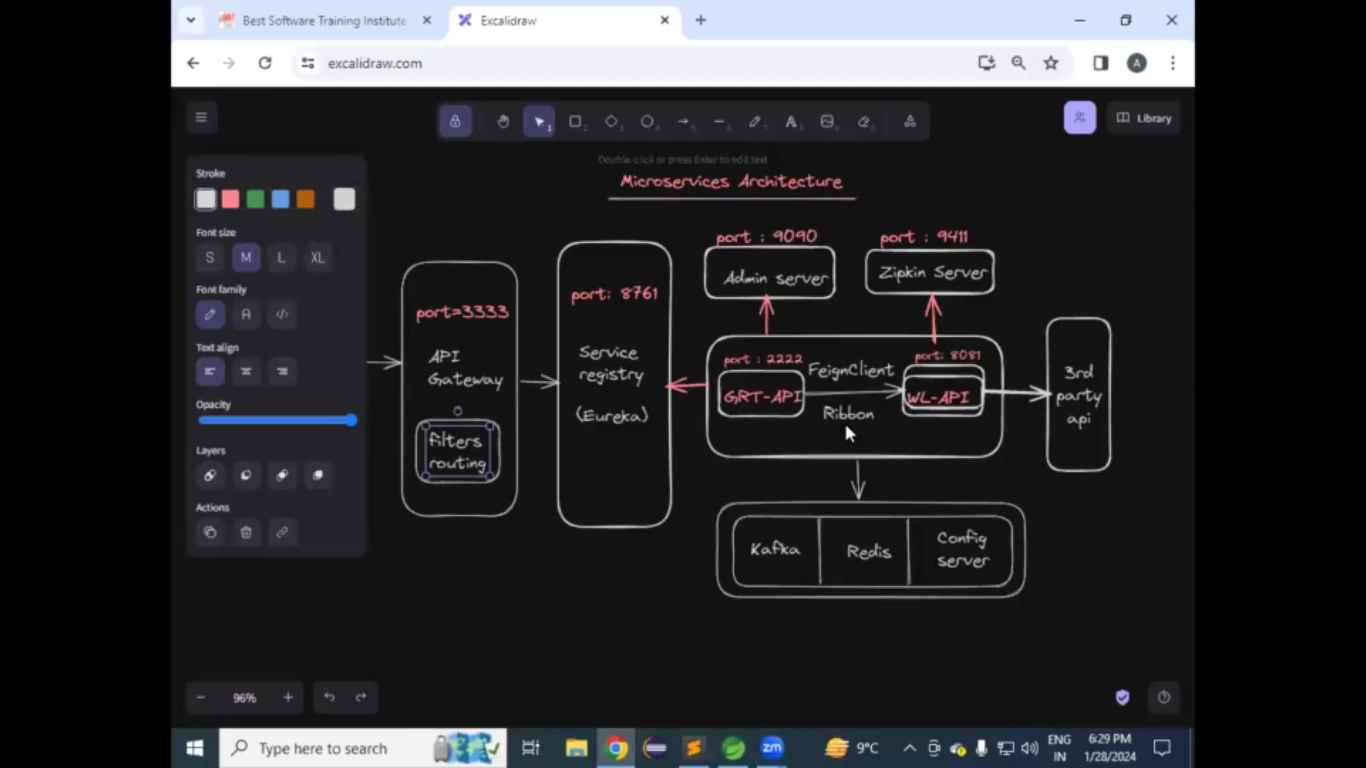 Best Software Training Institute
Excalidraw
excalidraw.com
Library
Double-click or press Enter to edit text
Microservices Architecture
Stroke
Font size
S M L XL
Font family
A
Text align
Opacity
Layers
Actions
port=3333
API
Gateway
filters
routing
port: 8761
Service
registry
(Eureka)
port : 9090
Admin server
port : 9411
Zipkin Server
port : 2222
GRT-API
FeignClient
Ribbon
port: 8081
WL-API
3rd
party
api
Kafka
Redis
Config
server
96%
Type here to search
zm
9°C
ENG
IN
6:29 PM
1/28/2024